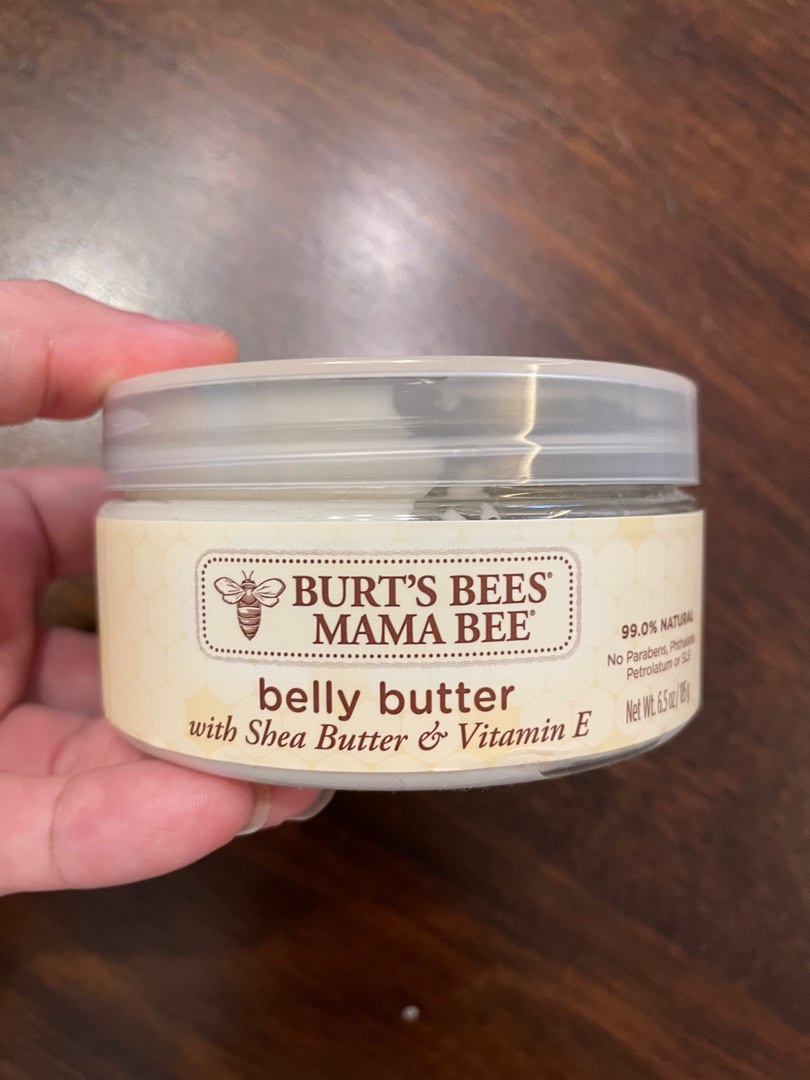 BURT'S BEES®
MAMA BEE®
belly butter
with Shea Butter & Vitamin E
99.0% NATURAL
No Parabens, Phthalates
Petrolatum or SLS
Net Wt. 6.5 oz / 185 g